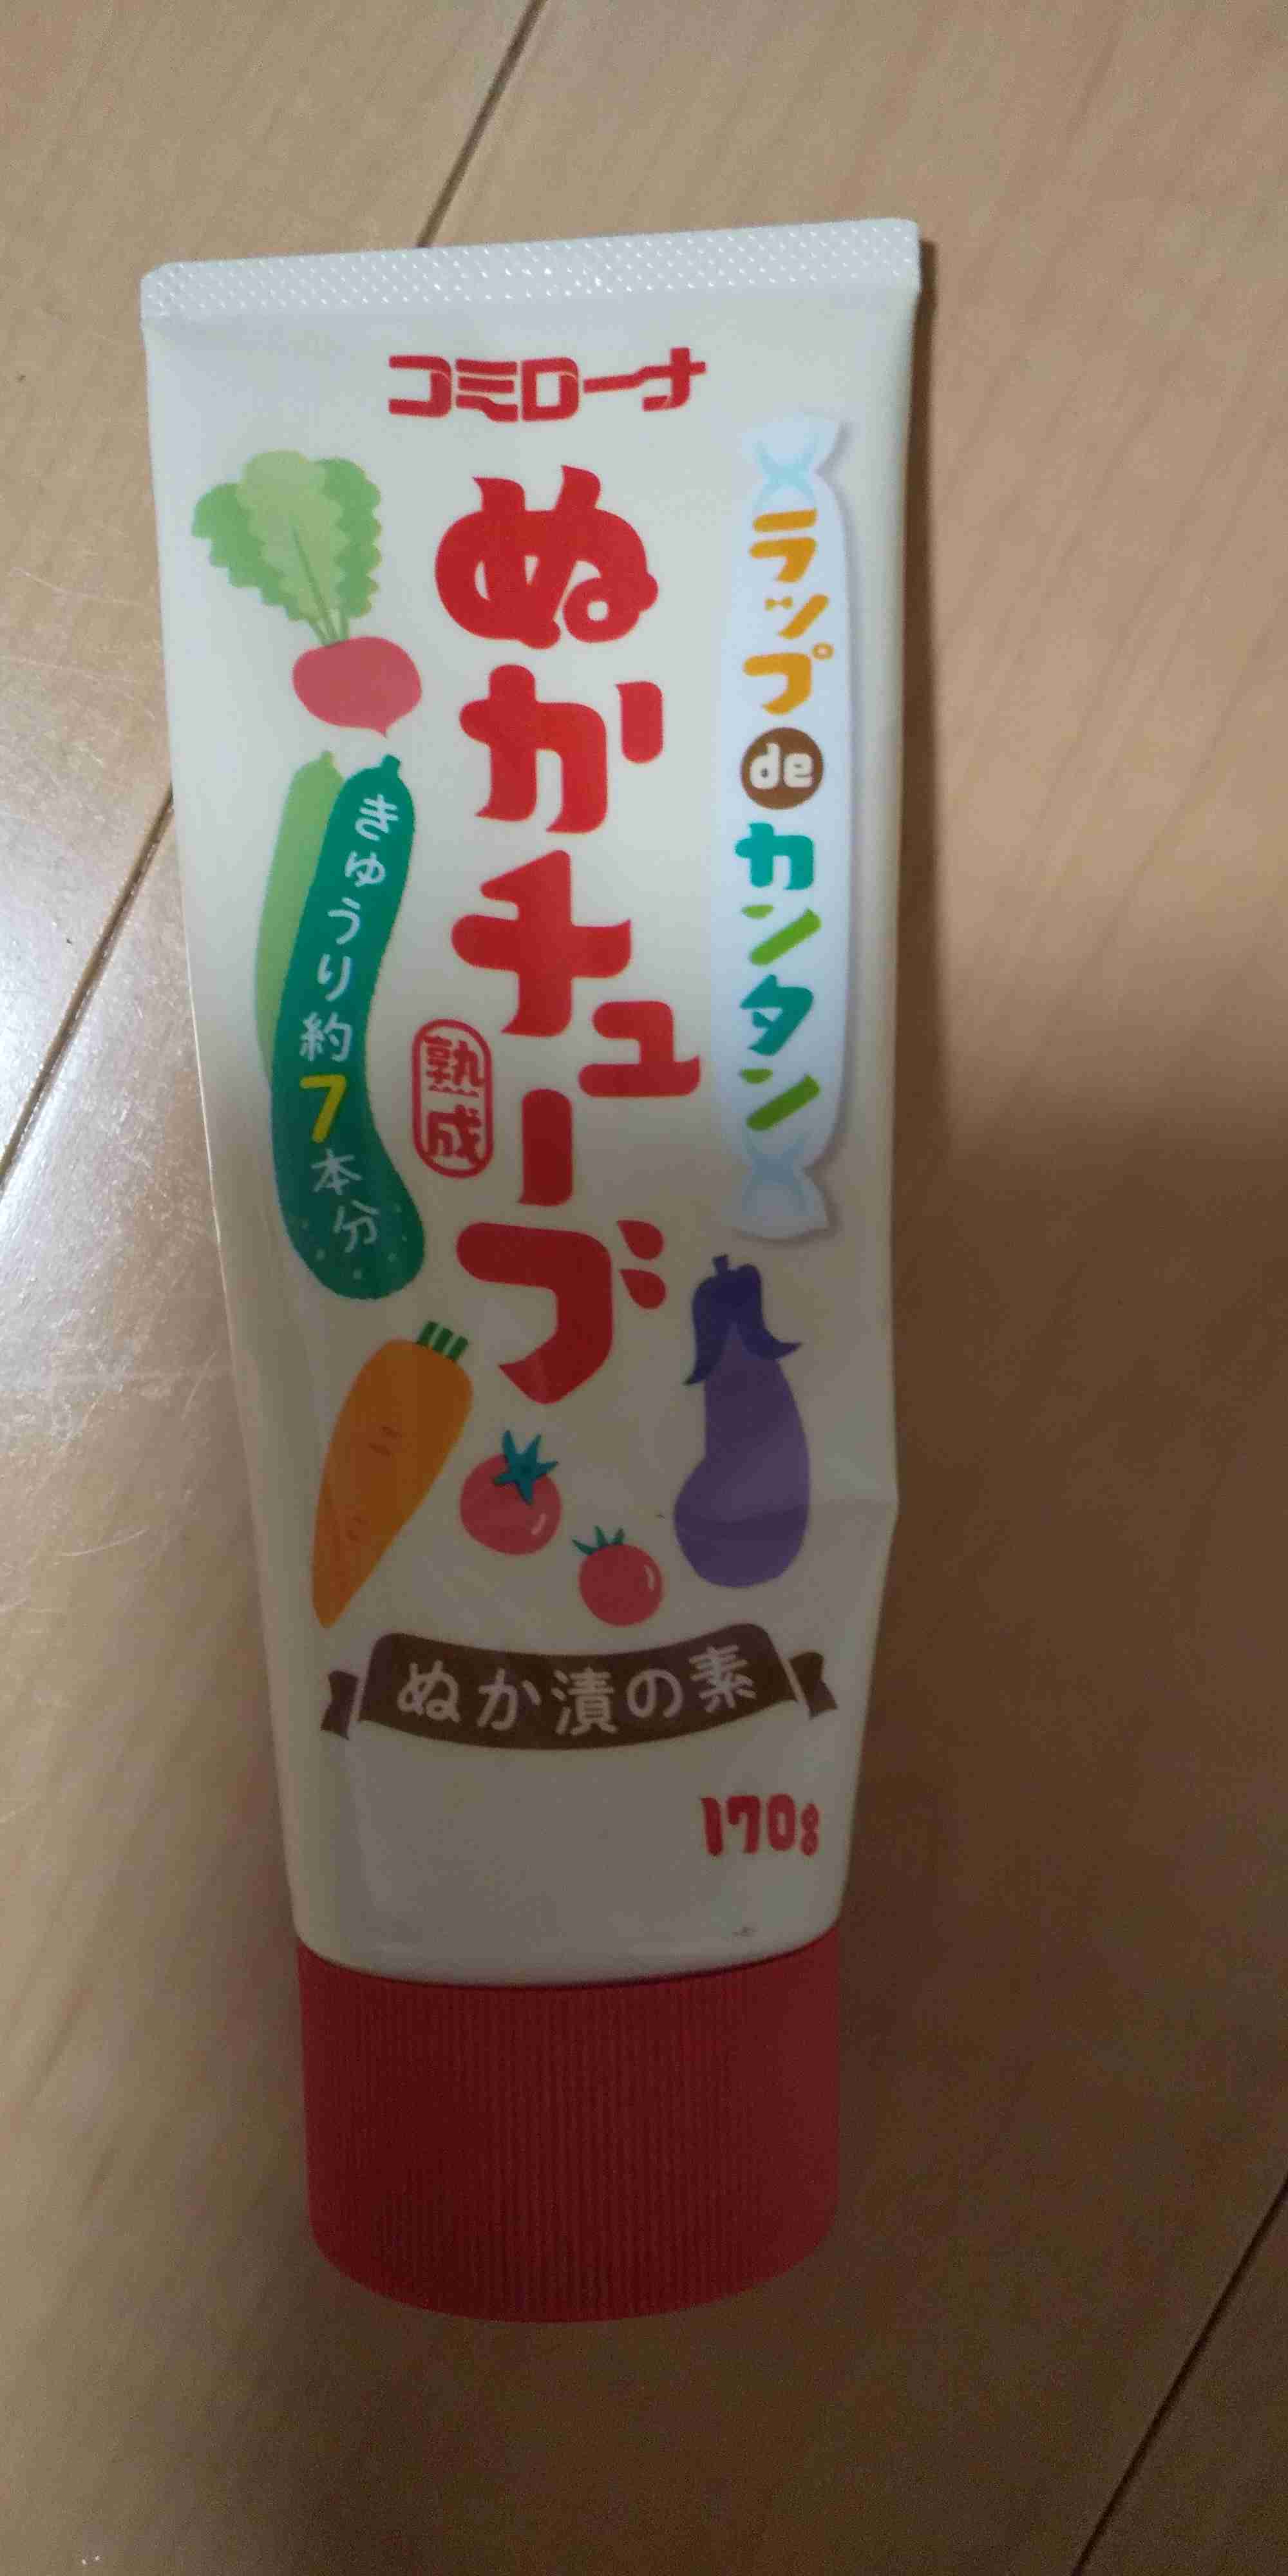 コミローナ
ラップdeカンタン
ぬかチューブ
熟成
きゅうり約7本分
ぬか漬の素
170g